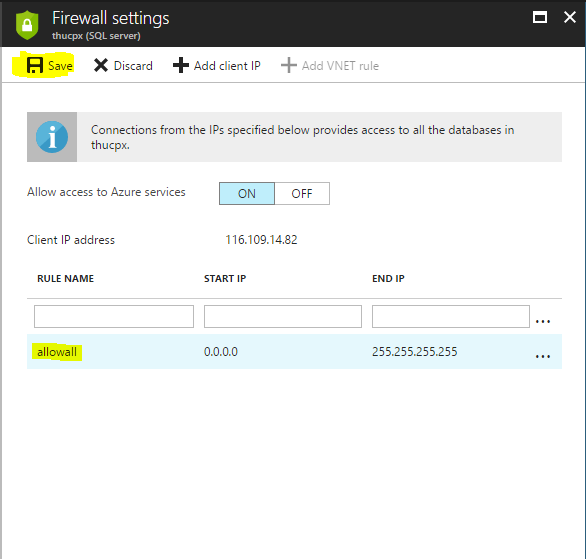 Firewall settings
thucpx (SQL server)
Save Discard Add client IP Add VNET rule
Connections from the IPs specified below provides access to all the databases in
thucpx.
Allow access to Azure services ON OFF
Client IP address 116.109.14.82
RULE NAME START IP END IP
...
allowall 0.0.0.0 255.255.255.255 ...